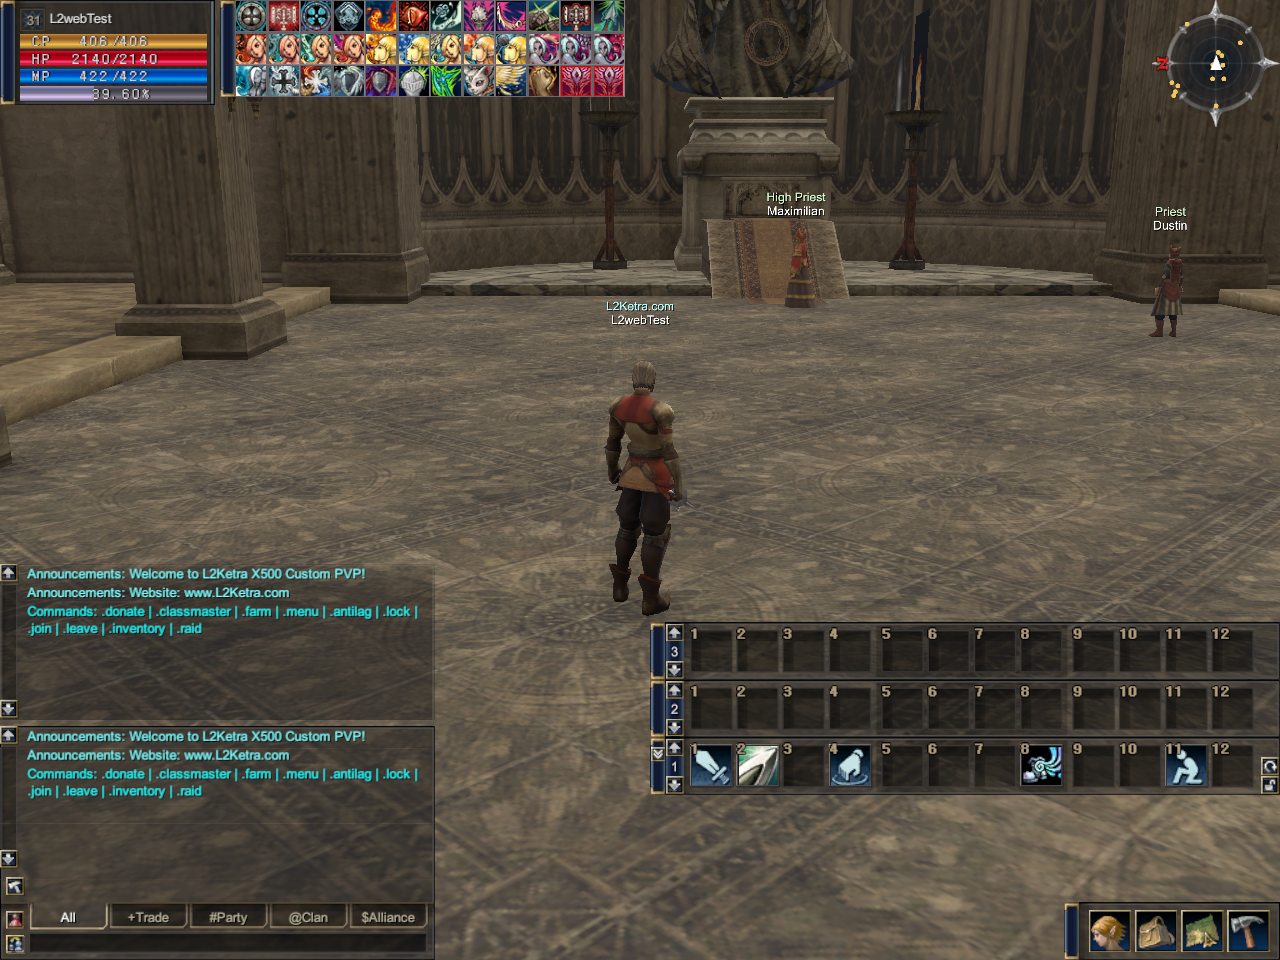 31 L2webTest
CP 406/406
HP 2140/2140
MP 422/422
39.60%
High Priest
Maximilian
Priest
Dustin
L2Ketra.com
L2webTest
Announcements: Welcome to L2Ketra X500 Custom PVP!
Announcements: Website: www.L2Ketra.com
Commands: .donate | .classmaster | .farm | .menu | .antilag | .lock |
.join | .leave | .inventory | .raid
3 1 2 3 4 5 6 7 8 9 10 11 12
2 1 2 3 4 5 6 7 8 9 10 11 12
1 1 2 3 4 5 6 7 8 9 10 11 12
Announcements: Welcome to L2Ketra X500 Custom PVP!
Announcements: Website: www.L2Ketra.com
Commands: .donate | .classmaster | .farm | .menu | .antilag | .lock |
.join | .leave | .inventory | .raid
All +Trade #Party @Clan $Alliance